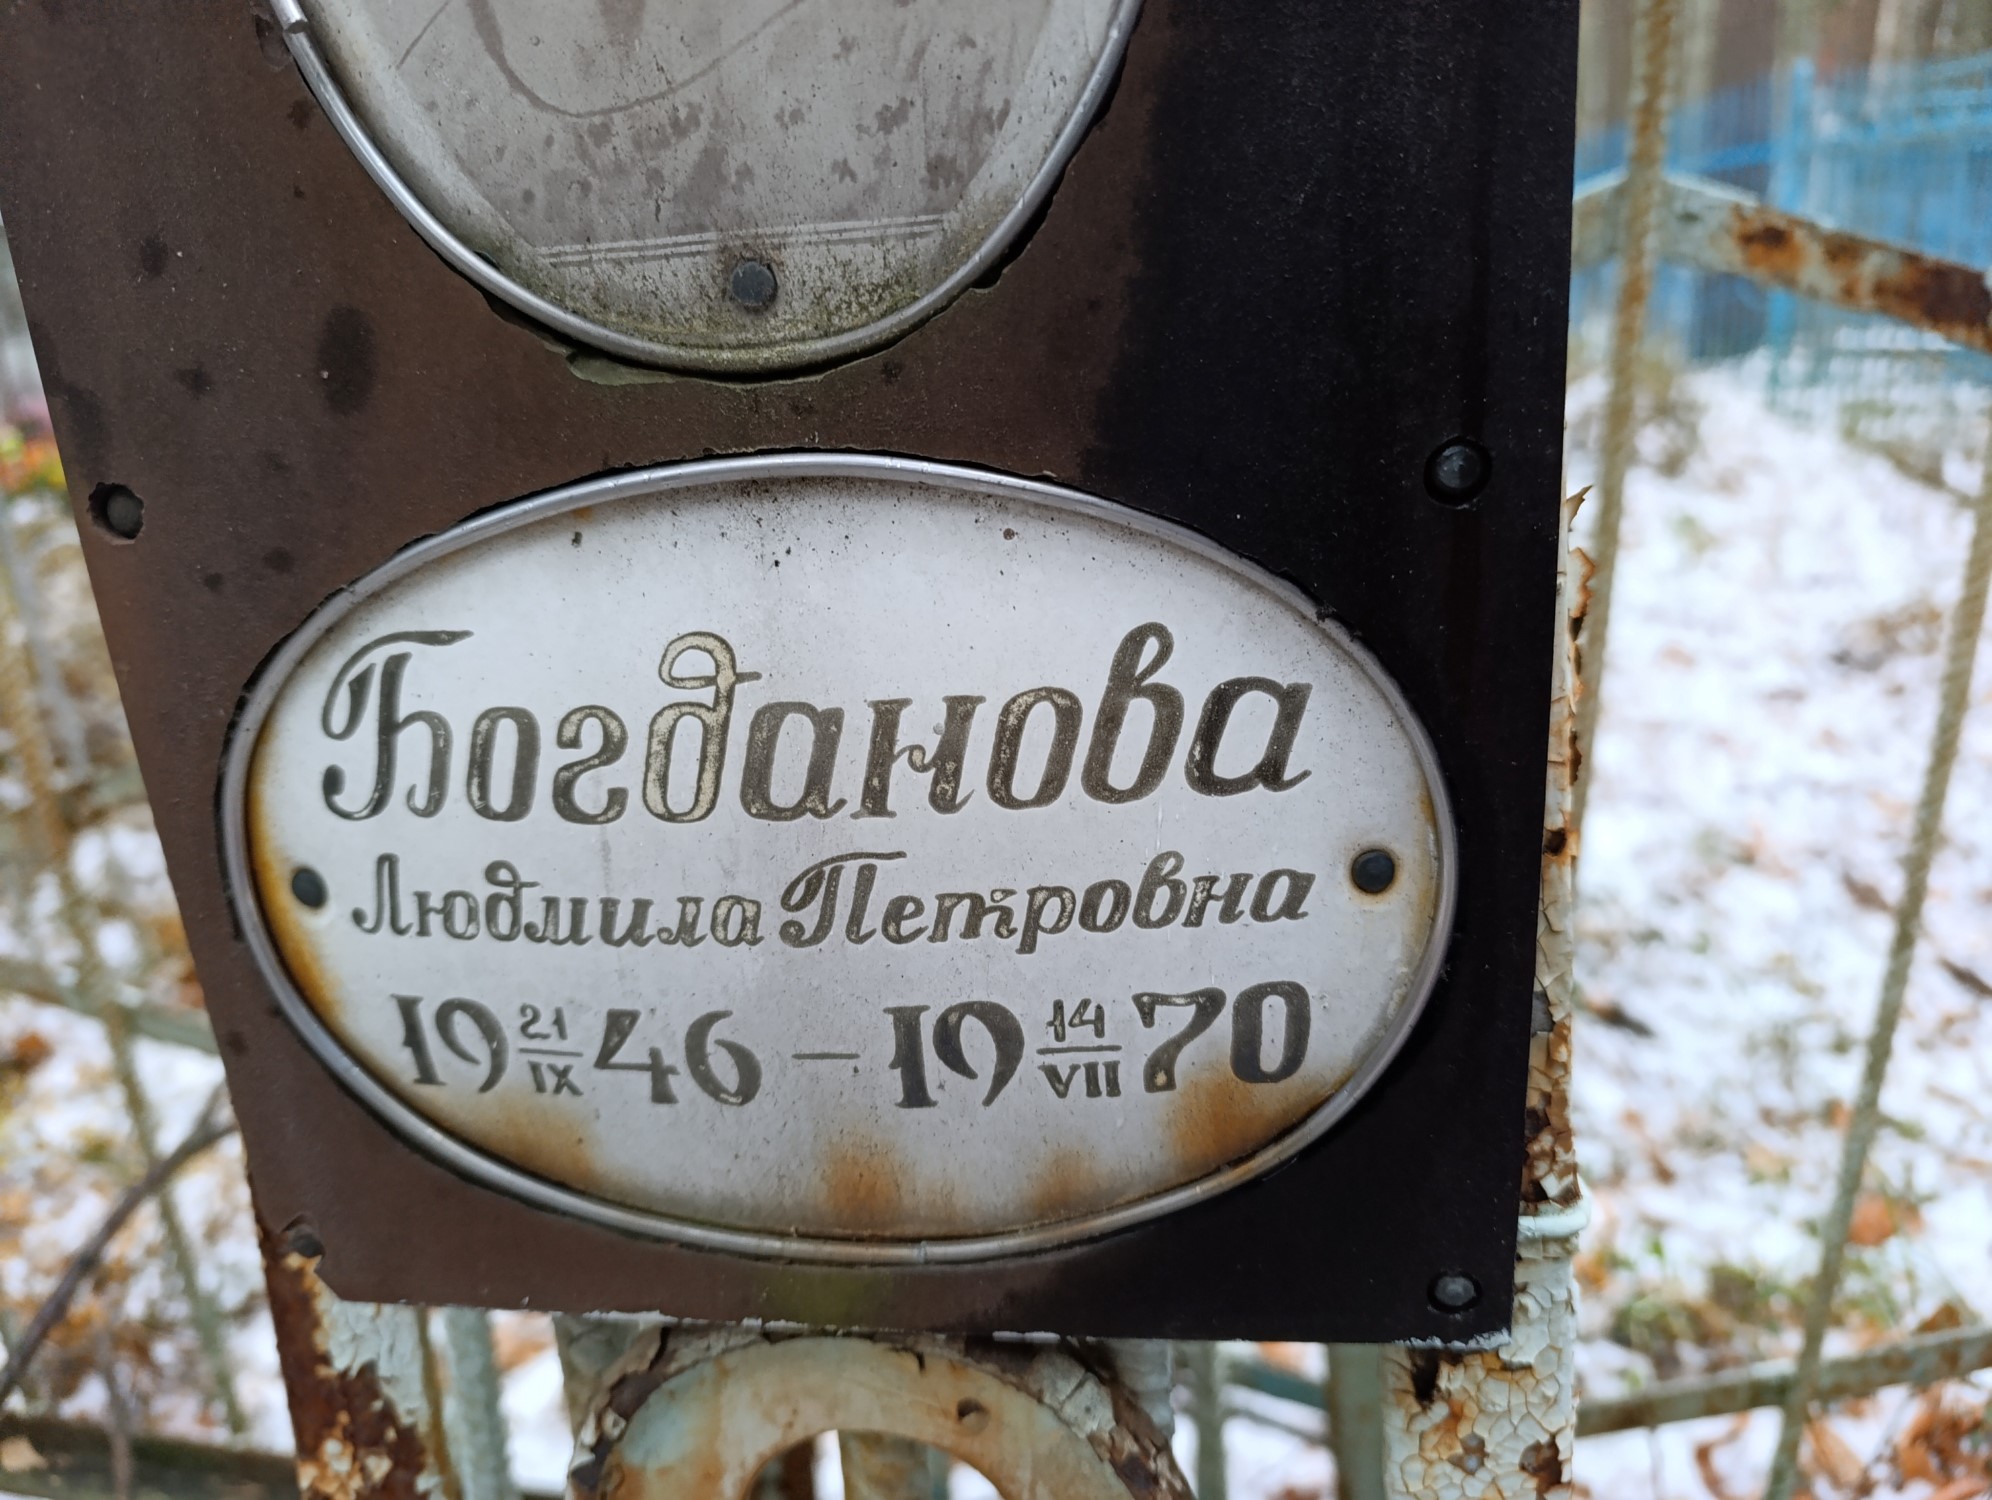 Богданова
Людмила Петровна
19 21/IX 46 — 19 14/VII 70